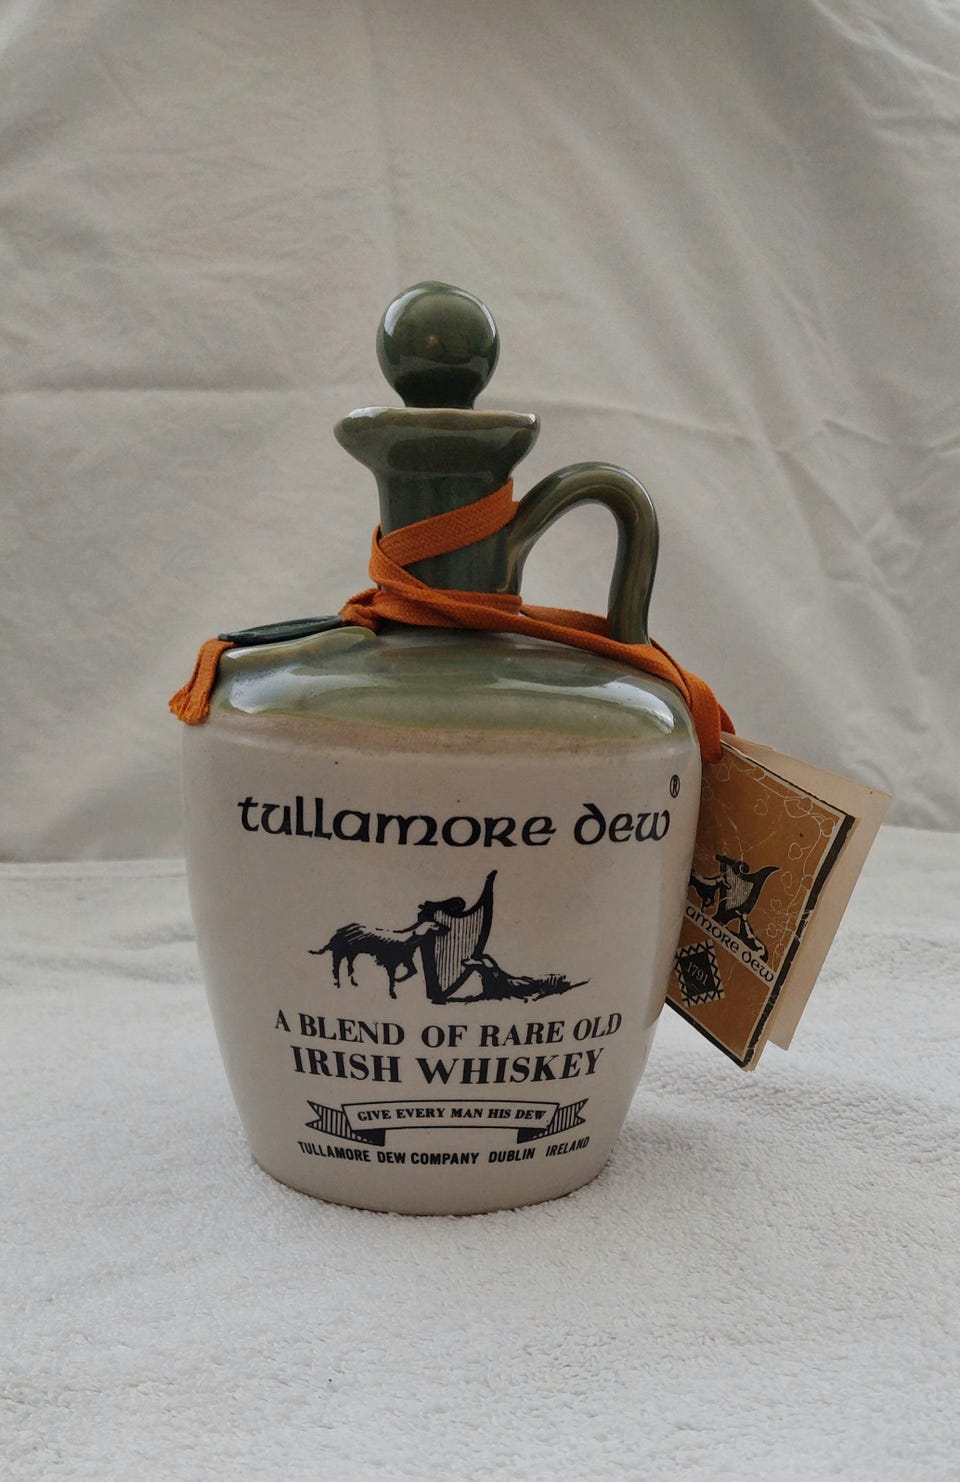 tullamore dew®
A BLEND OF RARE OLD
IRISH WHISKEY
GIVE EVERY MAN HIS DEW
TULLAMORE DEW COMPANY DUBLIN IRELAND
amore dew
1791